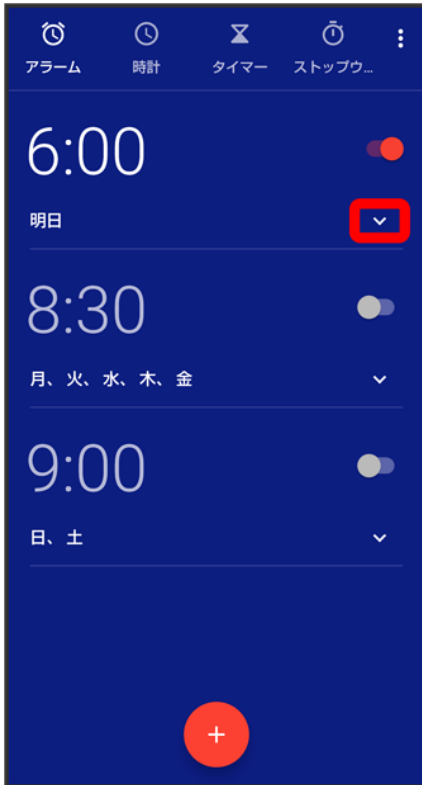 アラーム 時計 タイマー ストップウ...
6:00
明日
8:30
月、火、水、木、金
9:00
日、土